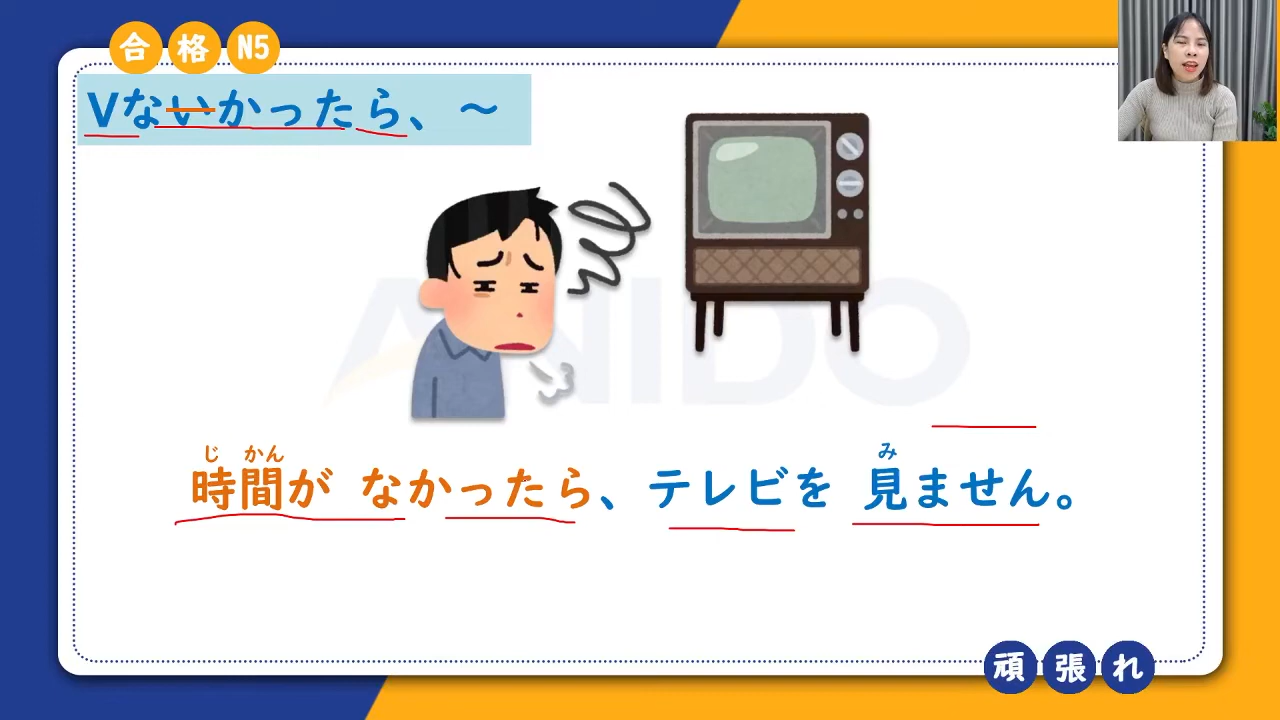 合格N5
Vないかったら、～
ANIDO
じ かん み
時間が なかったら、テレビを 見ません。
頑張れ